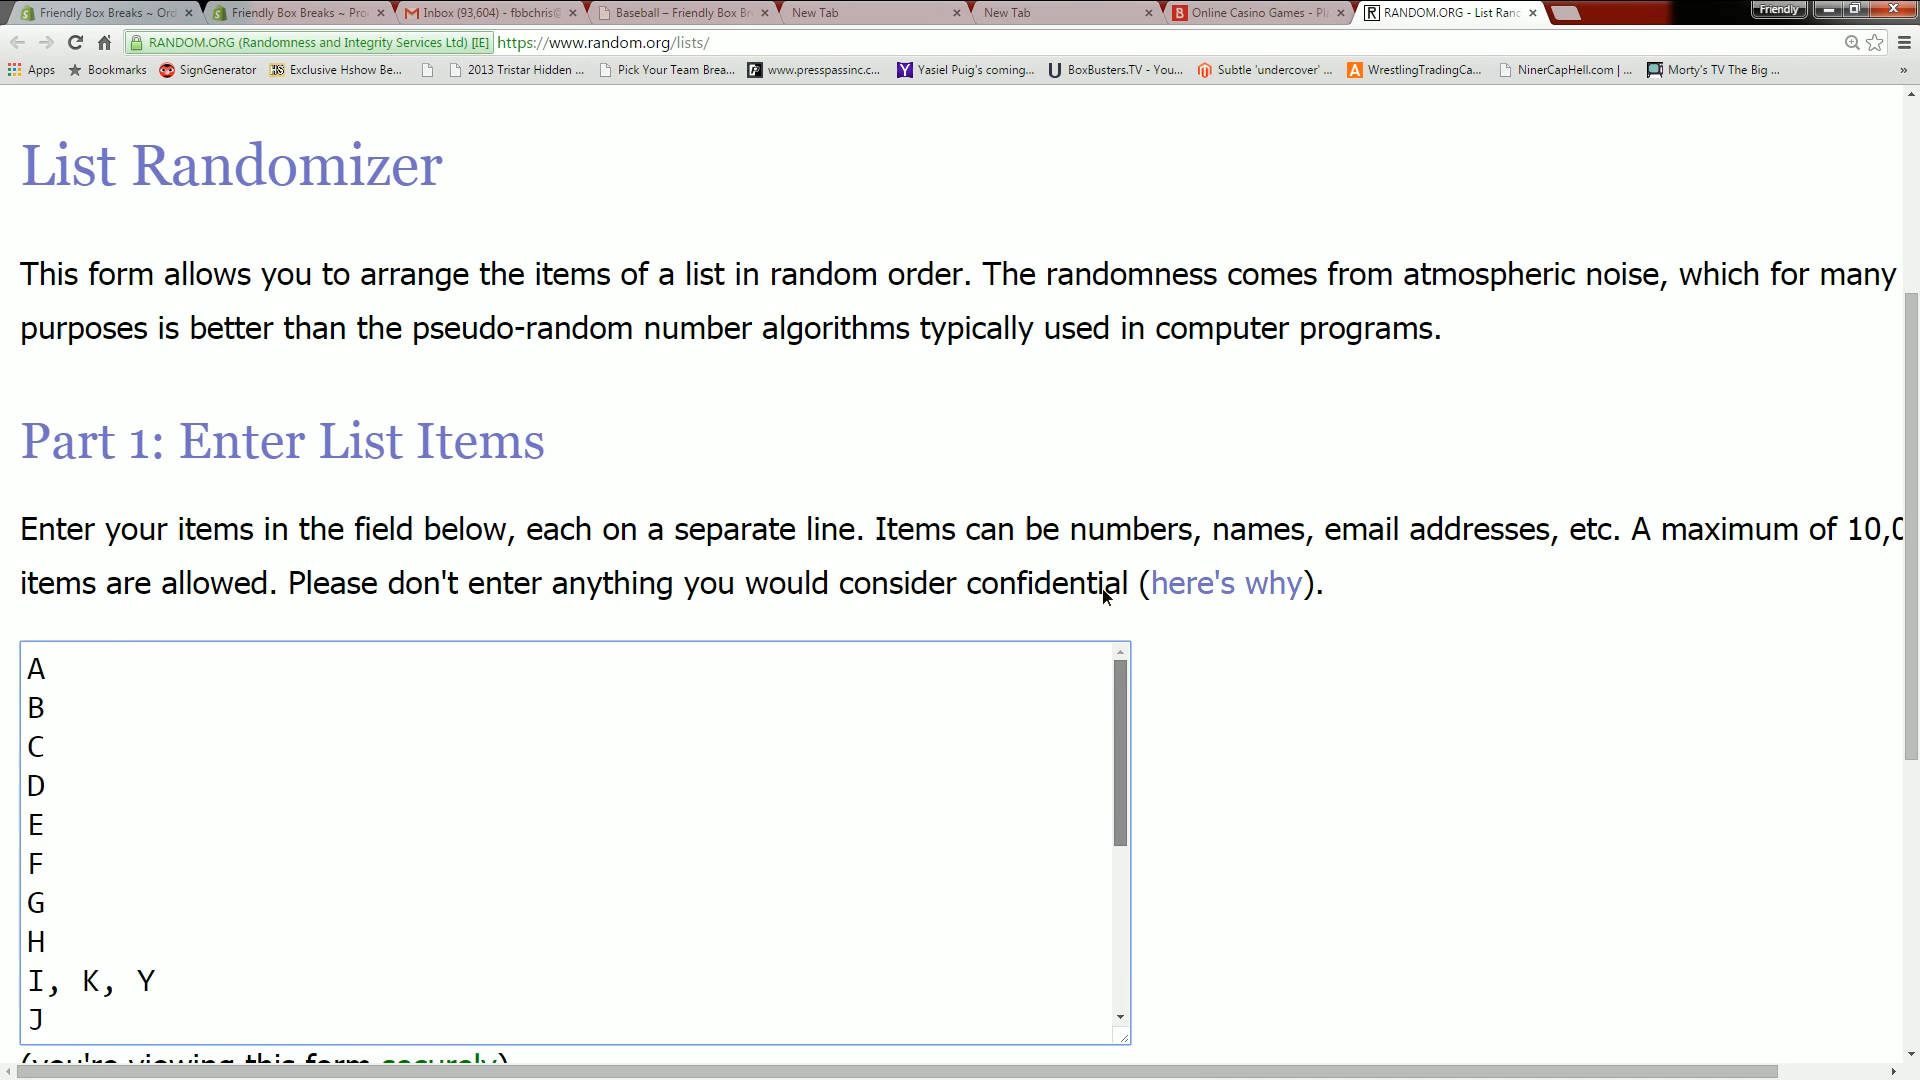 Friendly Box Breaks ~ Ord
Friendly Box Breaks ~ Pro
Inbox (93,604) - fbbchris@
Baseball – Friendly Box Br
New Tab
New Tab
Online Casino Games - Pl
RANDOM.ORG - List Ranc
Friendly
RANDOM.ORG (Randomness and Integrity Services Ltd) [IE] https://www.random.org/lists/
Apps
Bookmarks
SignGenerator
Exclusive Hshow Be...
2013 Tristar Hidden ...
Pick Your Team Brea...
www.presspassinc.c...
Yasiel Puig's coming...
BoxBusters.TV - You...
Subtle 'undercover' ...
WrestlingTradingCa...
NinerCapHell.com | ...
Morty's TV The Big ...
»
List Randomizer
This form allows you to arrange the items of a list in random order. The randomness comes from atmospheric noise, which for many
purposes is better than the pseudo-random number algorithms typically used in computer programs.
Part 1: Enter List Items
Enter your items in the field below, each on a separate line. Items can be numbers, names, email addresses, etc. A maximum of 10,0
items are allowed. Please don't enter anything you would consider confidential (here's why).
A
B
C
D
E
F
G
H
I, K, Y
J
(you're viewing this form securely)